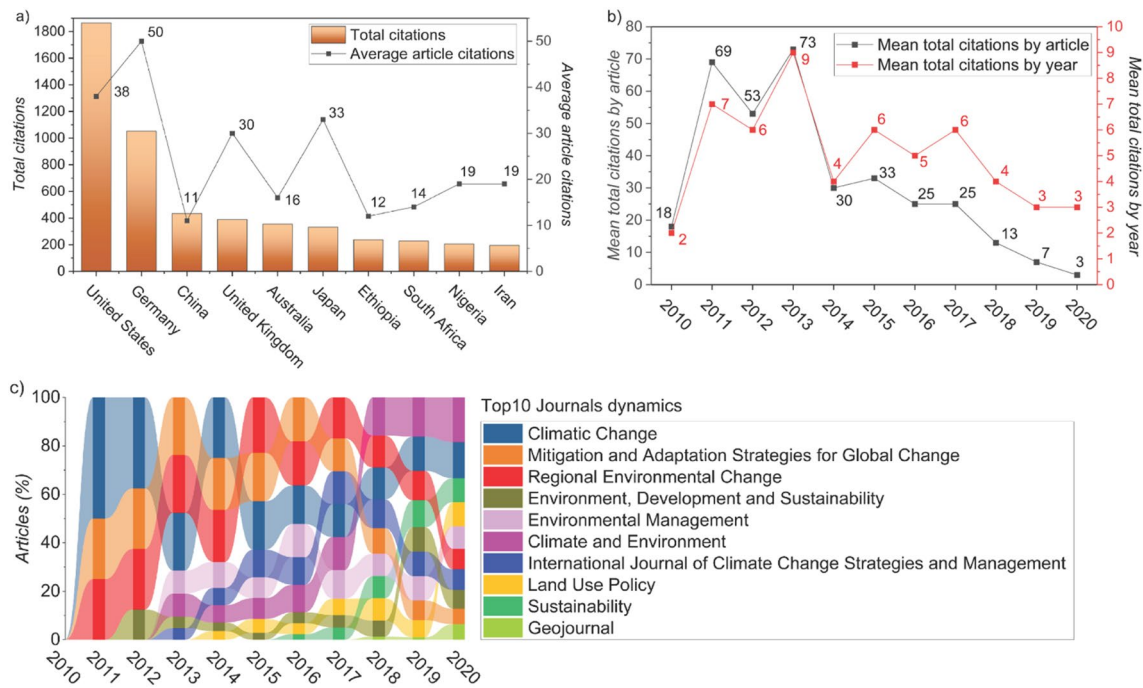 a)
Total citations
Average article citations
1800
1600
1400
1200
1000
800
600
400
200
0
Total citations
50
40
30
20
10
0
Average article citations
38
50
11
30
16
33
12
14
19
19
United States
Germany
China
United Kingdom
Australia
Japan
Ethiopia
South Africa
Nigeria
Iran
b)
Mean total citations by article
Mean total citations by year
80
70
60
50
40
30
20
10
0
Mean total citations by article
10
9
8
7
6
5
4
3
2
1
0
Mean total citations by year
18
69
53
73
30
33
25
25
13
7
3
2
7
6
9
4
6
5
6
4
3
3
2010
2011
2012
2013
2014
2015
2016
2017
2018
2019
2020
c)
100
80
60
40
20
0
Articles (%)
2010
2011
2012
2013
2014
2015
2016
2017
2018
2019
2020
Top10 Journals dynamics
Climatic Change
Mitigation and Adaptation Strategies for Global Change
Regional Environmental Change
Environment, Development and Sustainability
Environmental Management
Climate and Environment
International Journal of Climate Change Strategies and Management
Land Use Policy
Sustainability
Geojournal